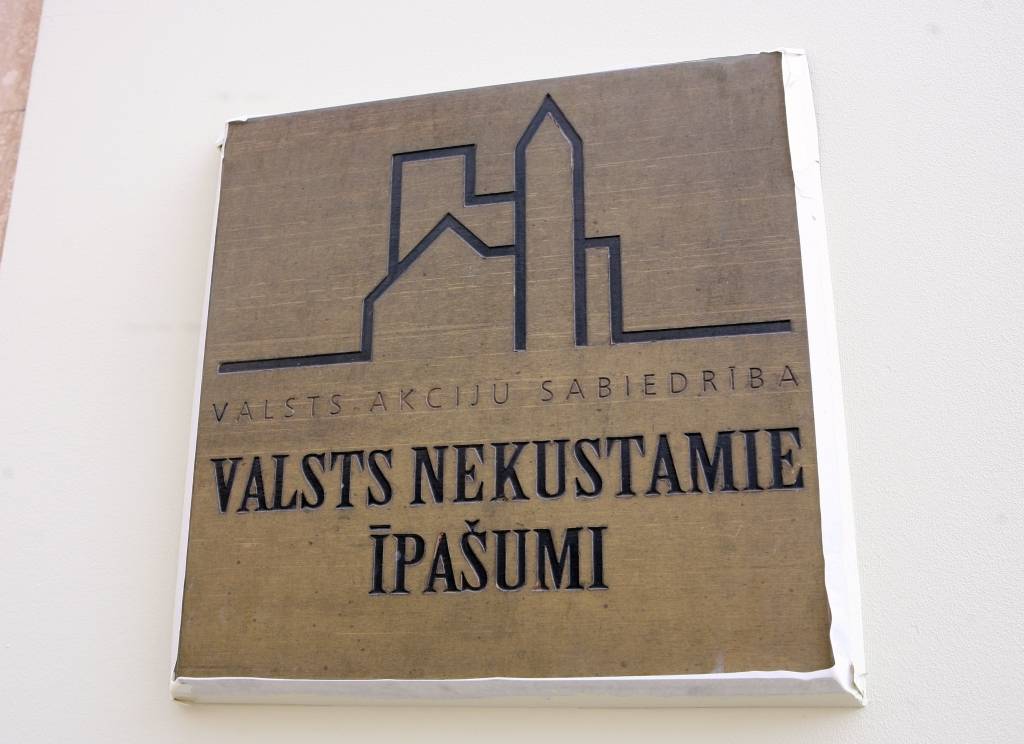 VALSTS AKCIJU SABIEDRĪBA
VALSTS NEKUSTAMIE
ĪPAŠUMI